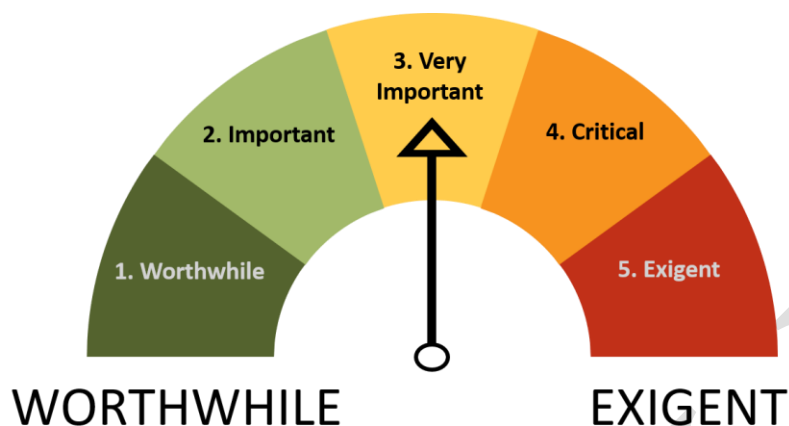 3. Very
Important
2. Important
4. Critical
1. Worthwhile
5. Exigent
WORTHWHILE
EXIGENT